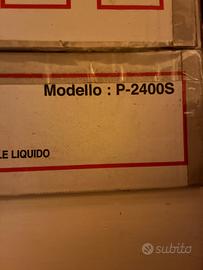 Modello : P-2400S
LE LIQUIDO
subito